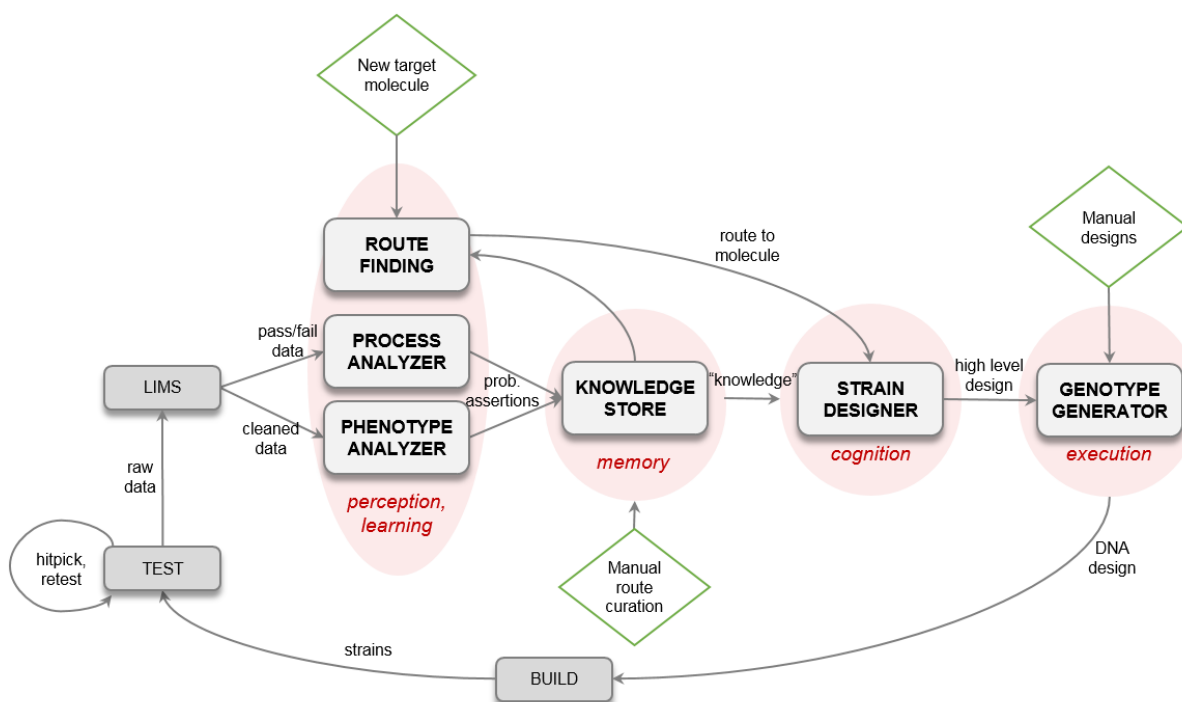 New target
molecule
ROUTE
FINDING
route to
molecule
Manual
designs
pass/fail
data
PROCESS
ANALYZER
LIMS
prob.
assertions
KNOWLEDGE
STORE
“knowledge”
STRAIN
DESIGNER
high level
design
GENOTYPE
GENERATOR
cleaned
data
PHENOTYPE
ANALYZER
memory
cognition
execution
raw
data
perception,
learning
hitpick,
retest
TEST
Manual
route
curation
DNA
design
strains
BUILD